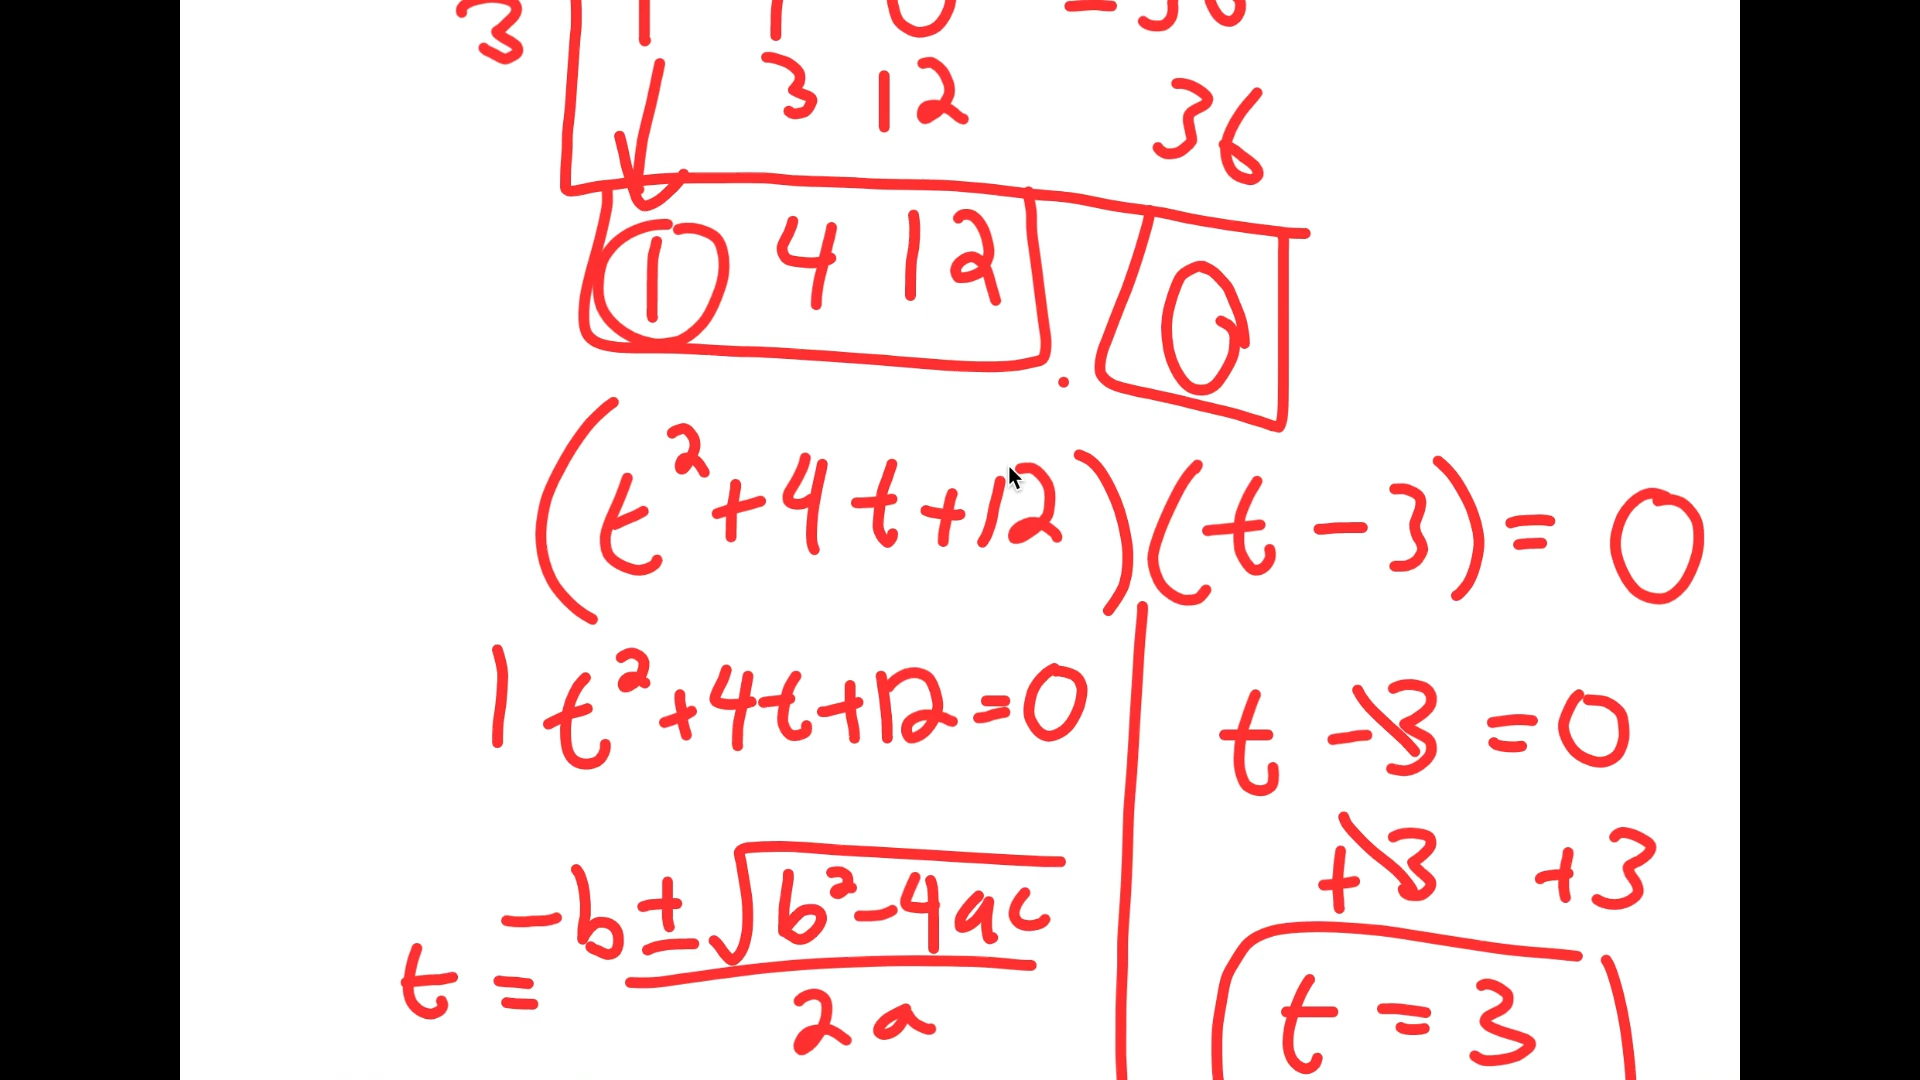 3 | 1 1 0 -36
3 12 36
1 4 12 . 0
(t²+4t+12)(t-3)=0
1t²+4t+12=0
t-3=0
+3 +3
t = -b±√b²-4ac / 2a
t=3